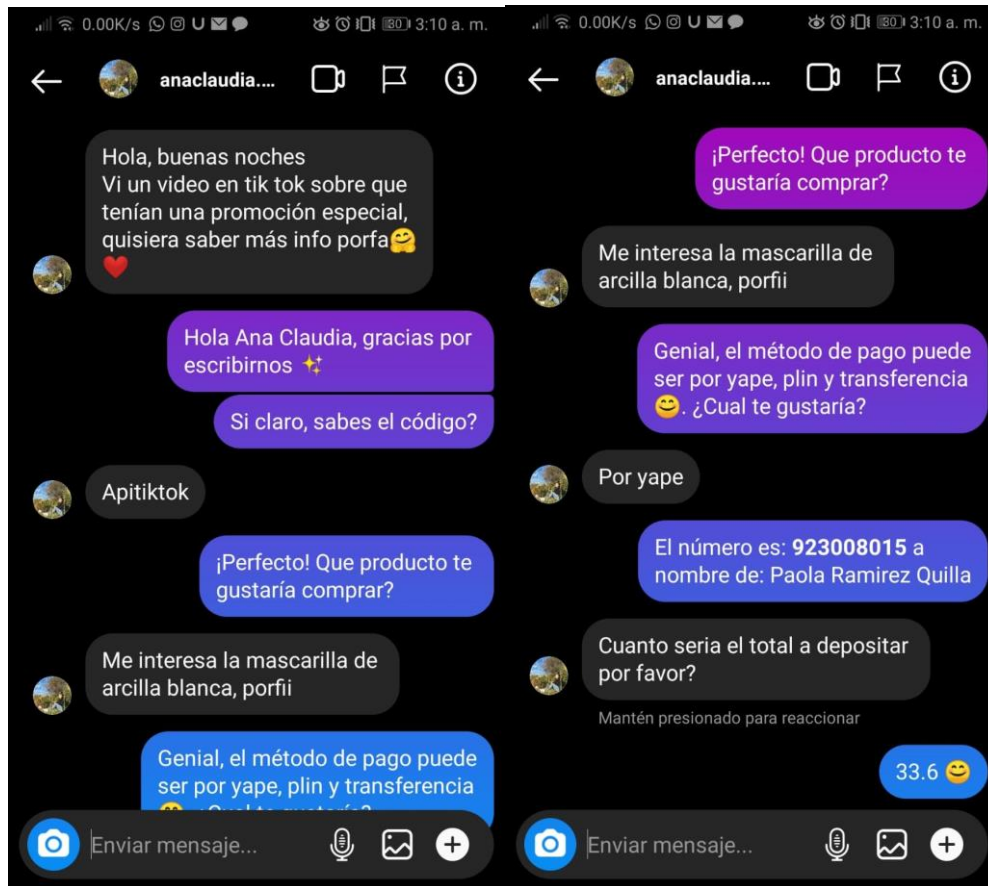 0.00K/s 30 3:10 a. m.
anaclaudia....
Hola, buenas noches
Vi un video en tik tok sobre que
tenían una promoción especial,
quisiera saber más info porfa🤗
❤️
Hola Ana Claudia, gracias por
escribirnos ✨
Si claro, sabes el código?
Apitiktok
¡Perfecto! Que producto te
gustaría comprar?
Me interesa la mascarilla de
arcilla blanca, porfii
Genial, el método de pago puede
ser por yape, plin y transferencia
Enviar mensaje...
0.00K/s 30 3:10 a. m.
anaclaudia....
¡Perfecto! Que producto te
gustaría comprar?
Me interesa la mascarilla de
arcilla blanca, porfii
Genial, el método de pago puede
ser por yape, plin y transferencia
😊. ¿Cual te gustaría?
Por yape
El número es: 923008015 a
nombre de: Paola Ramirez Quilla
Cuanto seria el total a depositar
por favor?
Mantén presionado para reaccionar
33.6 😊
Enviar mensaje...